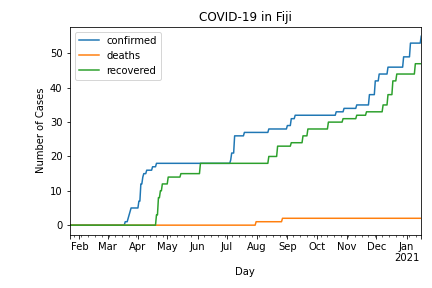 COVID-19 in Fiji
confirmed
deaths
recovered
Number of Cases
50
40
30
20
10
0
Feb Mar Apr May Jun Jul Aug Sep Oct Nov Dec Jan
2021
Day